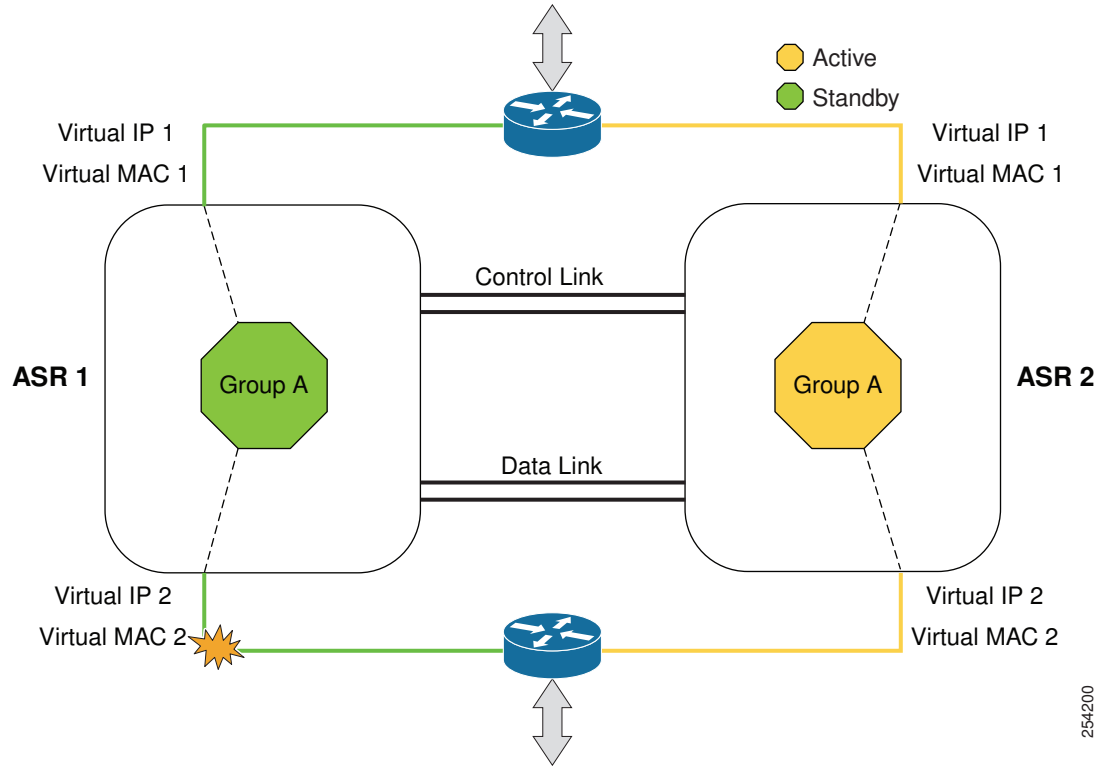 Active
Standby
Virtual IP 1
Virtual MAC 1
Virtual IP 1
Virtual MAC 1
Control Link
ASR 1
Group A
Group A
ASR 2
Data Link
Virtual IP 2
Virtual MAC 2
Virtual IP 2
Virtual MAC 2
254200